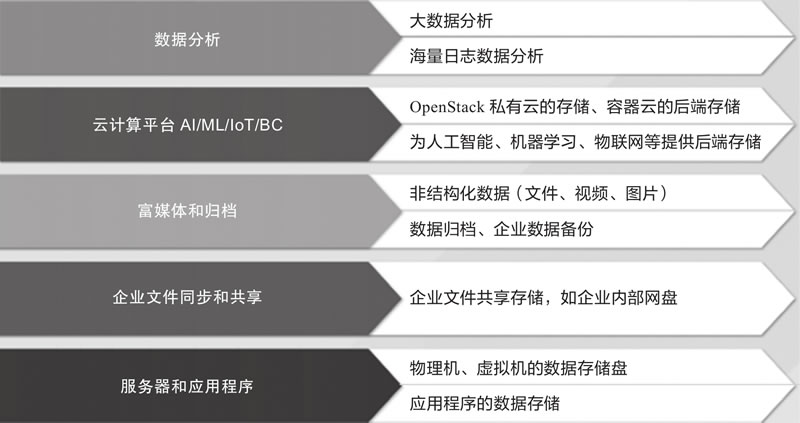 数据分析
大数据分析
海量日志数据分析
云计算平台 AI/ML/IoT/BC
OpenStack 私有云的存储、容器云的后端存储
为人工智能、机器学习、物联网等提供后端存储
富媒体和归档
非结构化数据（文件、视频、图片）
数据归档、企业数据备份
企业文件同步和共享
企业文件共享存储，如企业内部网盘
服务器和应用程序
物理机、虚拟机的数据存储盘
应用程序的数据存储